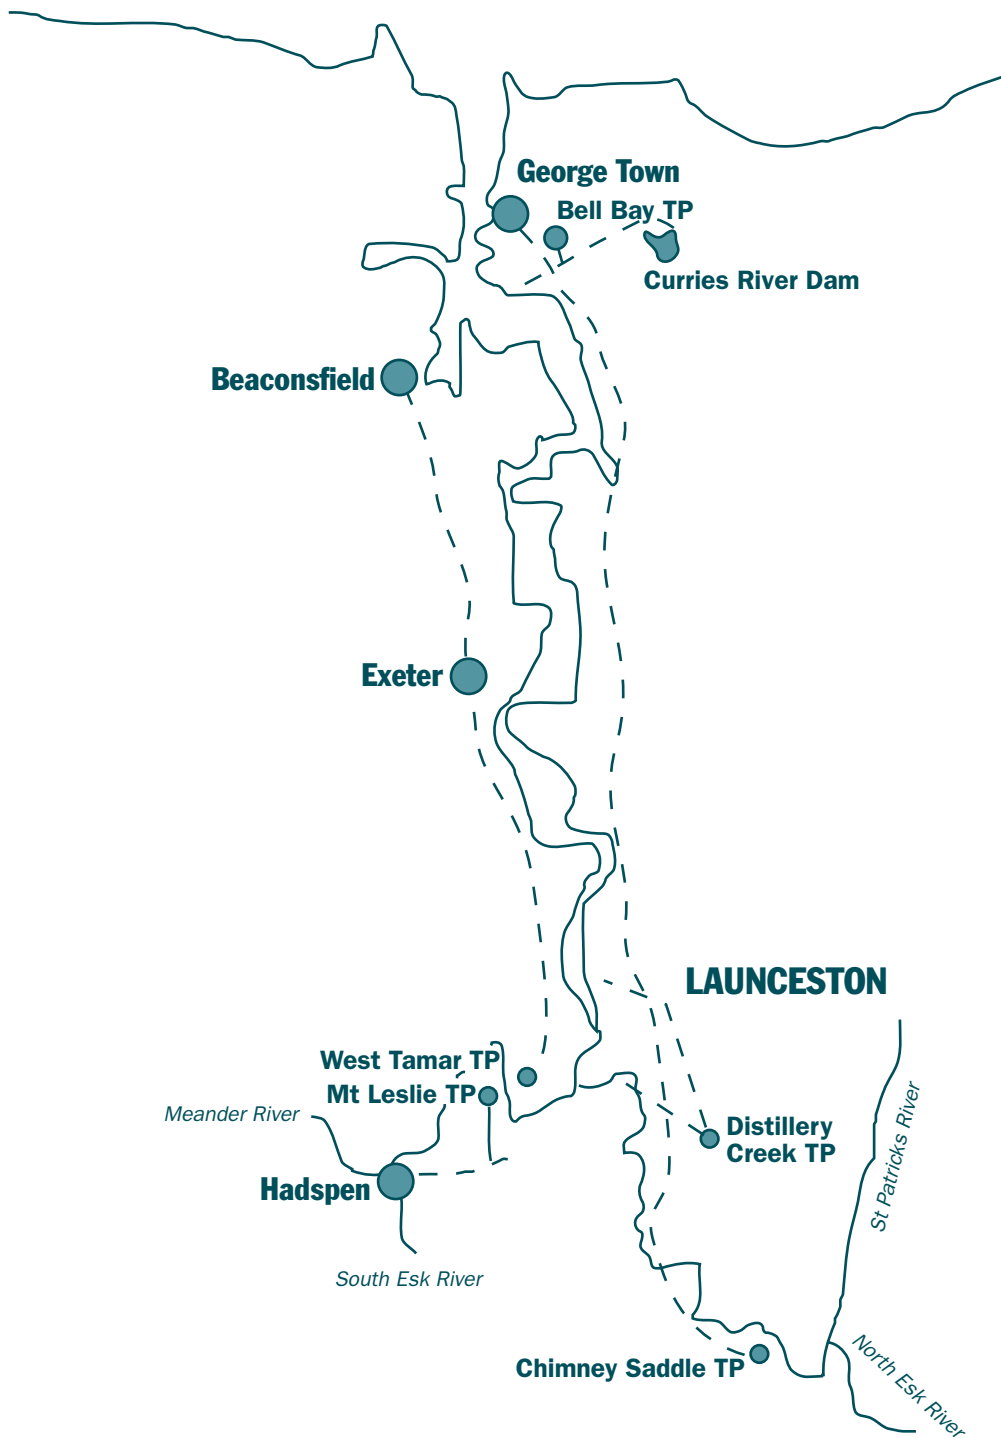 George Town
Bell Bay TP
Curries River Dam
Beaconsfield
Exeter
LAUNCESTON
West Tamar TP
Mt Leslie TP
Meander River
Distillery
Creek TP
St Patricks River
Hadspen
South Esk River
North Esk River
Chimney Saddle TP